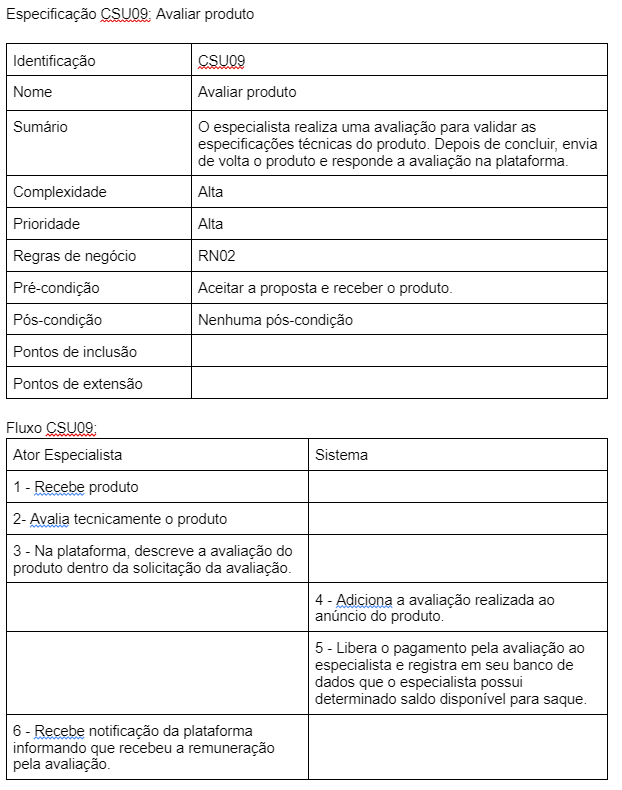 Especificação CSU09: Avaliar produto
Identificação
CSU09
Nome
Avaliar produto
Sumário
O especialista realiza uma avaliação para validar as
especificações técnicas do produto. Depois de concluir, envia
de volta o produto e responde a avaliação na plataforma.
Complexidade
Alta
Prioridade
Alta
Regras de negócio
RN02
Pré-condição
Aceitar a proposta e receber o produto.
Pós-condição
Nenhuma pós-condição
Pontos de inclusão
Pontos de extensão
Fluxo CSU09:
Ator Especialista
Sistema
1 - Recebe produto
2- Avalia tecnicamente o produto
3 - Na plataforma, descreve a avaliação do
produto dentro da solicitação da avaliação.
4 - Adiciona a avaliação realizada ao
anúncio do produto.
5 - Libera o pagamento pela avaliação ao
especialista e registra em seu banco de
dados que o especialista possui
determinado saldo disponível para saque.
6 - Recebe notificação da plataforma
informando que recebeu a remuneração
pela avaliação.